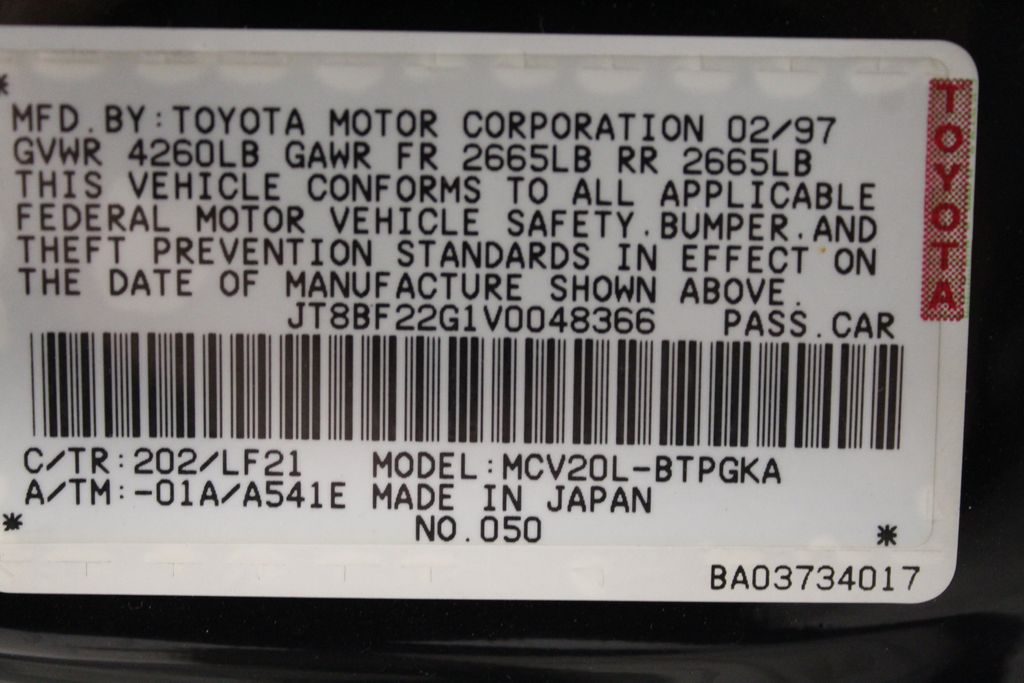 *
MFD. BY: TOYOTA MOTOR CORPORATION 02/97
GVWR 4260LB GAWR FR 2665LB RR 2665LB
THIS VEHICLE CONFORMS TO ALL APPLICABLE
FEDERAL MOTOR VEHICLE SAFETY. BUMPER. AND
THEFT PREVENTION STANDARDS IN EFFECT ON
THE DATE OF MANUFACTURE SHOWN ABOVE.
JT8BF22G1V0048366 PASS. CAR
TOYOTA
C/TR: 202/LF21 MODEL: MCV20L-BTPGKA
A/TM: -01A/A541E MADE IN JAPAN
* NO. 050 *
BA03734017